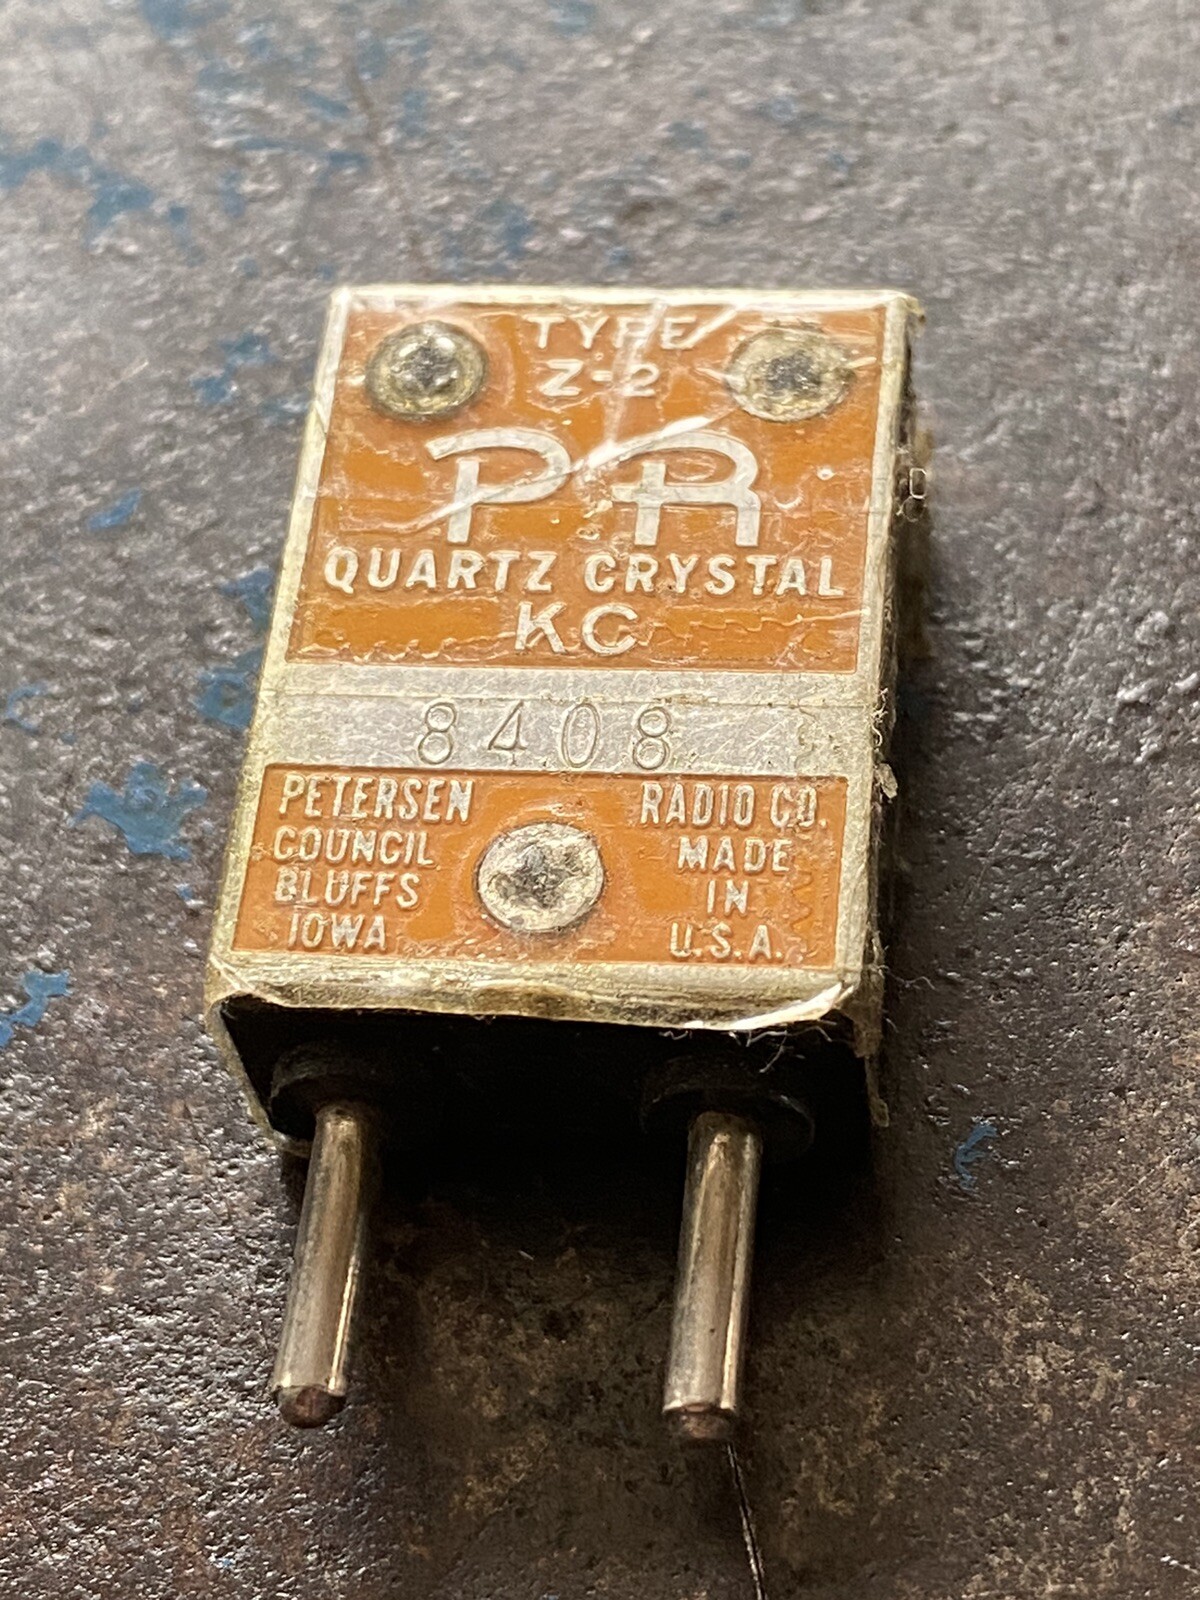 TYPE
Z-2
PR
QUARTZ CRYSTAL
KC
8408
PETERSEN RADIO CO.
COUNCIL MADE
BLUFFS IN
IOWA U.S.A.